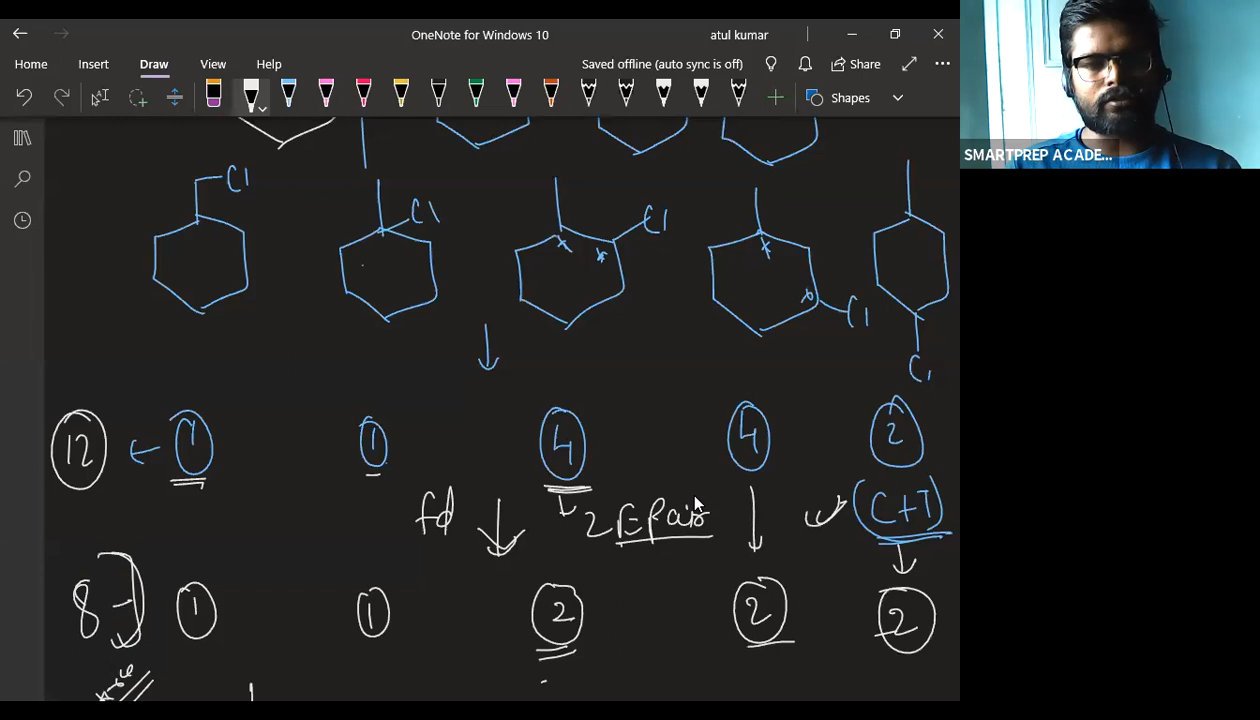 OneNote for Windows 10
atul kumar
Home Insert Draw View Help
Saved offline (auto sync is off)
Share
Shapes
SMARTPREP ACADE...
Cl Cl Cl Cl Cl
12 ← 1 1 4 4 2
fd 2 E Pair (C+T)
8 1 1 2 2 2